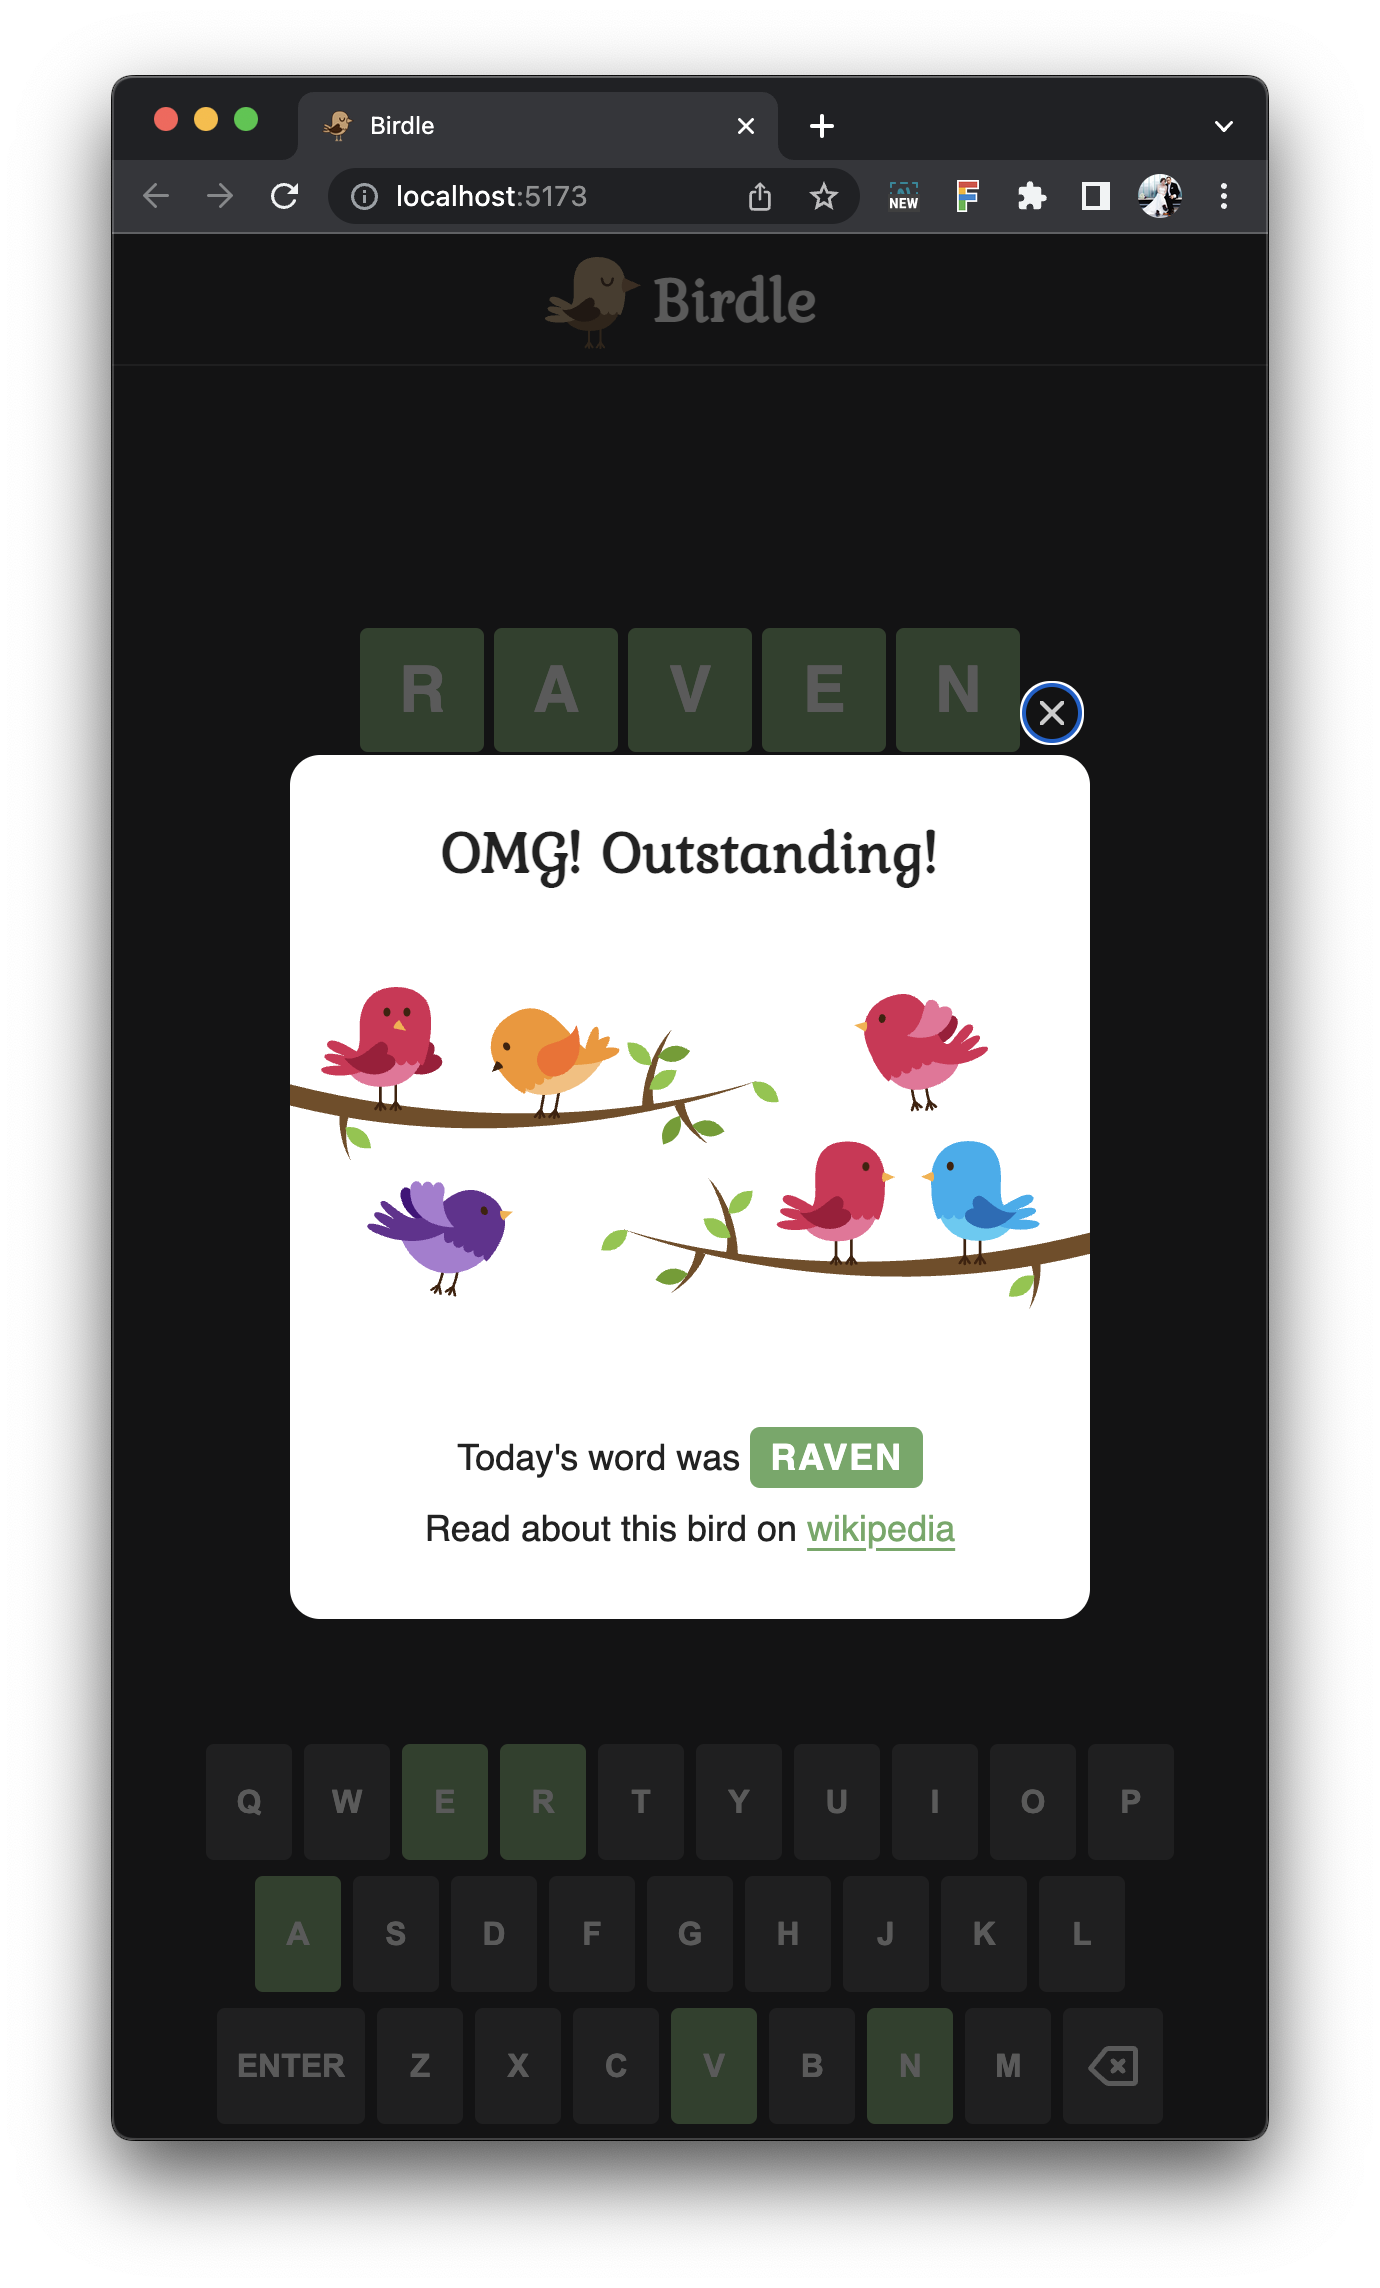 Birdle
localhost:5173
NEW
F
Birdle
R A V E N
OMG! Outstanding!
Today's word was RAVEN
Read about this bird on wikipedia
Q W E R T Y U I O P
A S D F G H J K L
ENTER Z X C V B N M